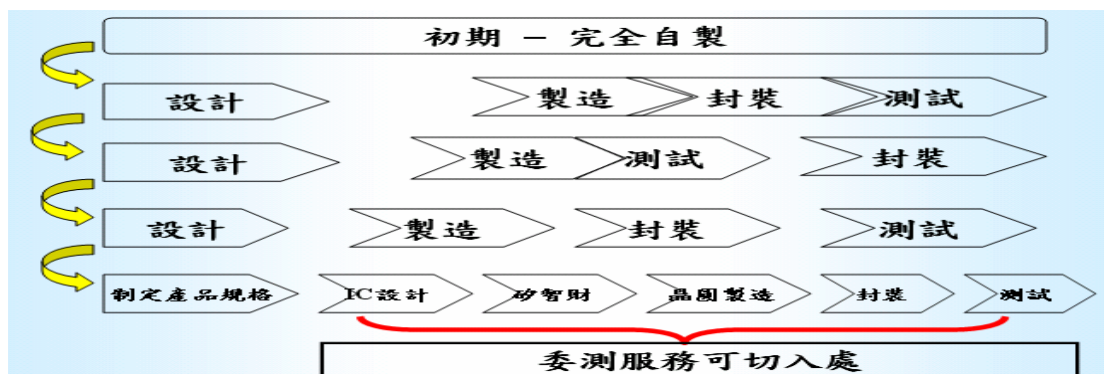 初期 – 完全自製
設計 製造 封裝 測試
設計 製造 測試 封裝
設計 製造 封裝 測試
制定產品規格 IC設計 矽智財 晶圓製造 封裝 測試
委測服務可切入處